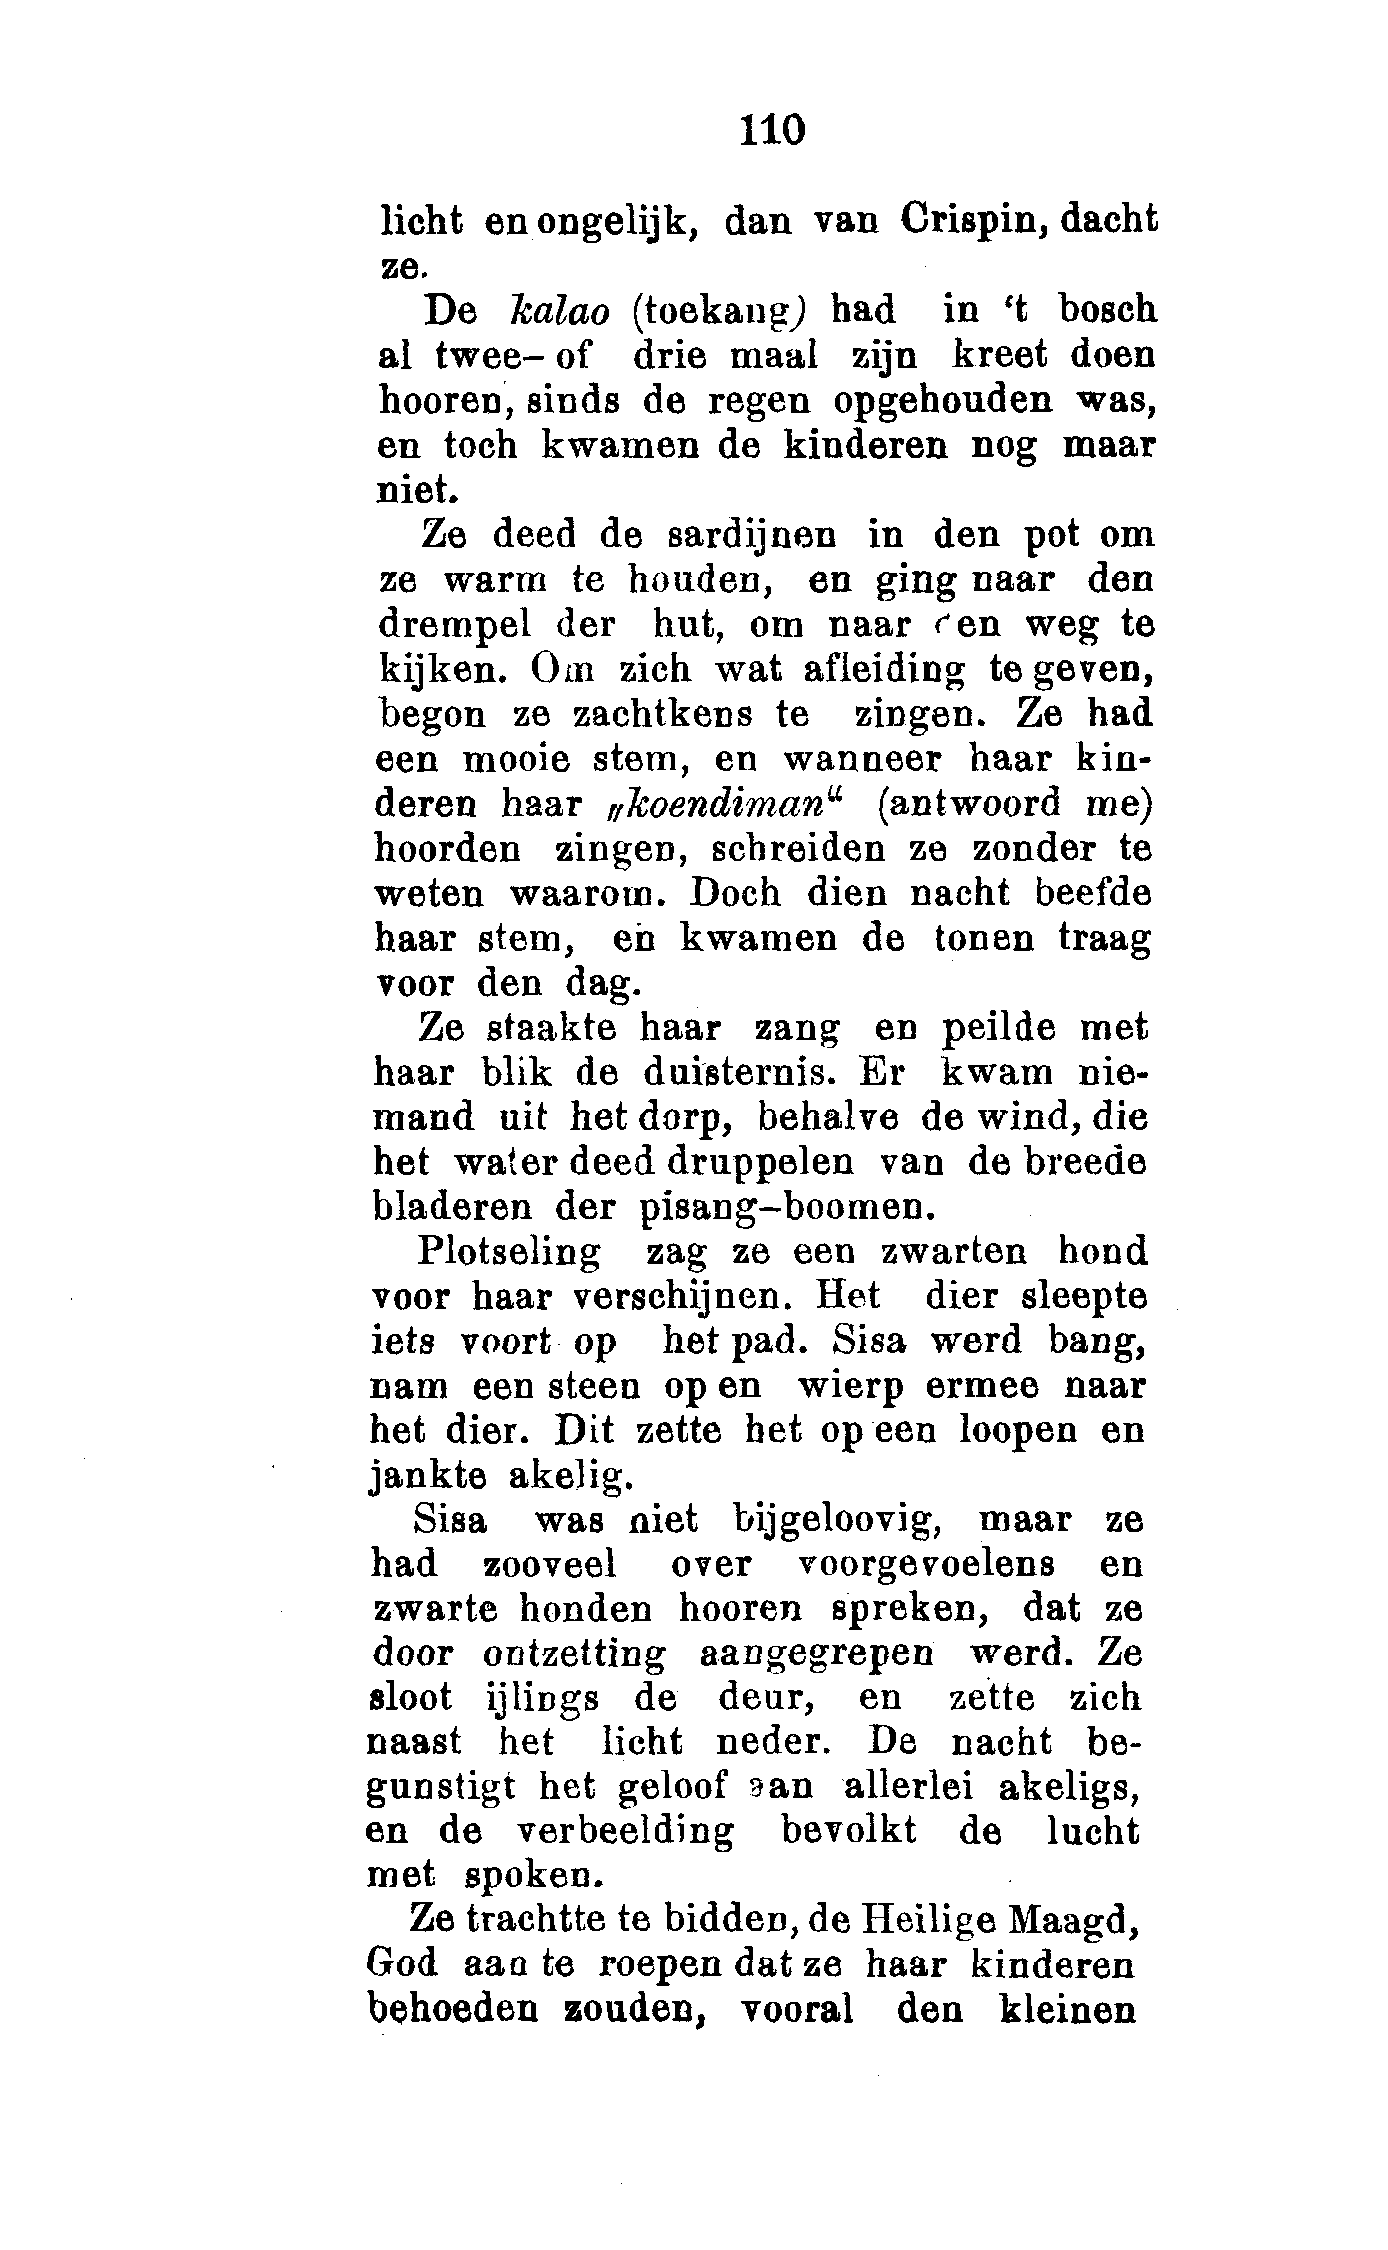 110
licht en ongelijk, dan van Crispin, dacht
ze.
De kalao (toekang) had in ‘t bosch
al twee- of drie maal zijn kreet doen
hooren, sinds de regen opgehouden was,
en toch kwamen de kinderen nog maar
niet.
Ze deed de sardijnen in den pot om
ze warm te houden, en ging naar den
drempel der hut, om naar een weg te
kijken. Om zich wat afleiding te geven,
begon ze zachtkens te zingen. Ze had
een mooie stem, en wanneer haar kin-
deren haar „koendiman“ (antwoord me)
hoorden zingen, schreiden ze zonder te
weten waarom. Doch dien nacht beefde
haar stem, en kwamen de tonen traag
voor den dag.
Ze staakte haar zang en peilde met
haar blik de duisternis. Er kwam nie-
mand uit het dorp, behalve de wind, die
het water deed druppelen van de breede
bladeren der pisang-boomen.
Plotseling zag ze een zwarten hond
voor haar verschijnen. Het dier sleepte
iets voort op het pad. Sisa werd bang,
nam een steen op en wierp ermee naar
het dier. Dit zette het op een loopen en
jankte akelig.
Sisa was niet bijgeloovig, maar ze
had zooveel over voorgevoelens en
zwarte honden hooren spreken, dat ze
door ontzetting aangegrepen werd. Ze
sloot ijlings de deur, en zette zich
naast het licht neder. De nacht be-
gunstigt het geloof aan allerlei akeligs,
en de verbeelding bevolkt de lucht
met spoken.
Ze trachtte te bidden, de Heilige Maagd,
God aan te roepen dat ze haar kinderen
behoeden zouden, vooral den kleinen